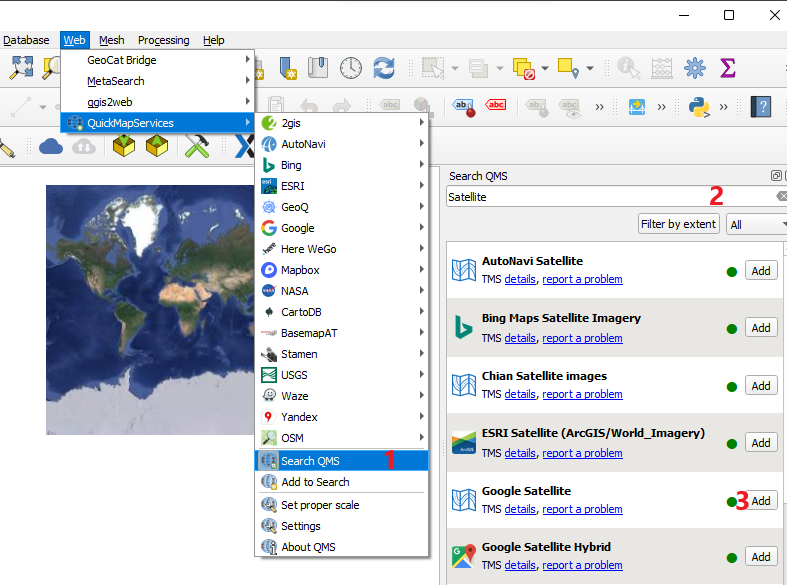 Database Web Mesh Processing Help
GeoCat Bridge
MetaSearch
qgis2web
QuickMapServices
abc
ab
abc
ab
abc
2gis
AutoNavi
Bing
ESRI
GeoQ
Google
Here WeGo
Mapbox
NASA
CartoDB
BasemapAT
Stamen
USGS
Waze
Yandex
OSM
Search QMS 1
Add to Search
Set proper scale
Settings
About QMS
Search QMS
Satellite 2
Filter by extent All
AutoNavi Satellite
TMS details, report a problem Add
Bing Maps Satellite Imagery
TMS details, report a problem Add
Chian Satellite images
TMS details, report a problem Add
ESRI Satellite (ArcGIS/World_Imagery)
TMS details, report a problem Add
Google Satellite
TMS details, report a problem 3 Add
Google Satellite Hybrid
TMS details, report a problem Add